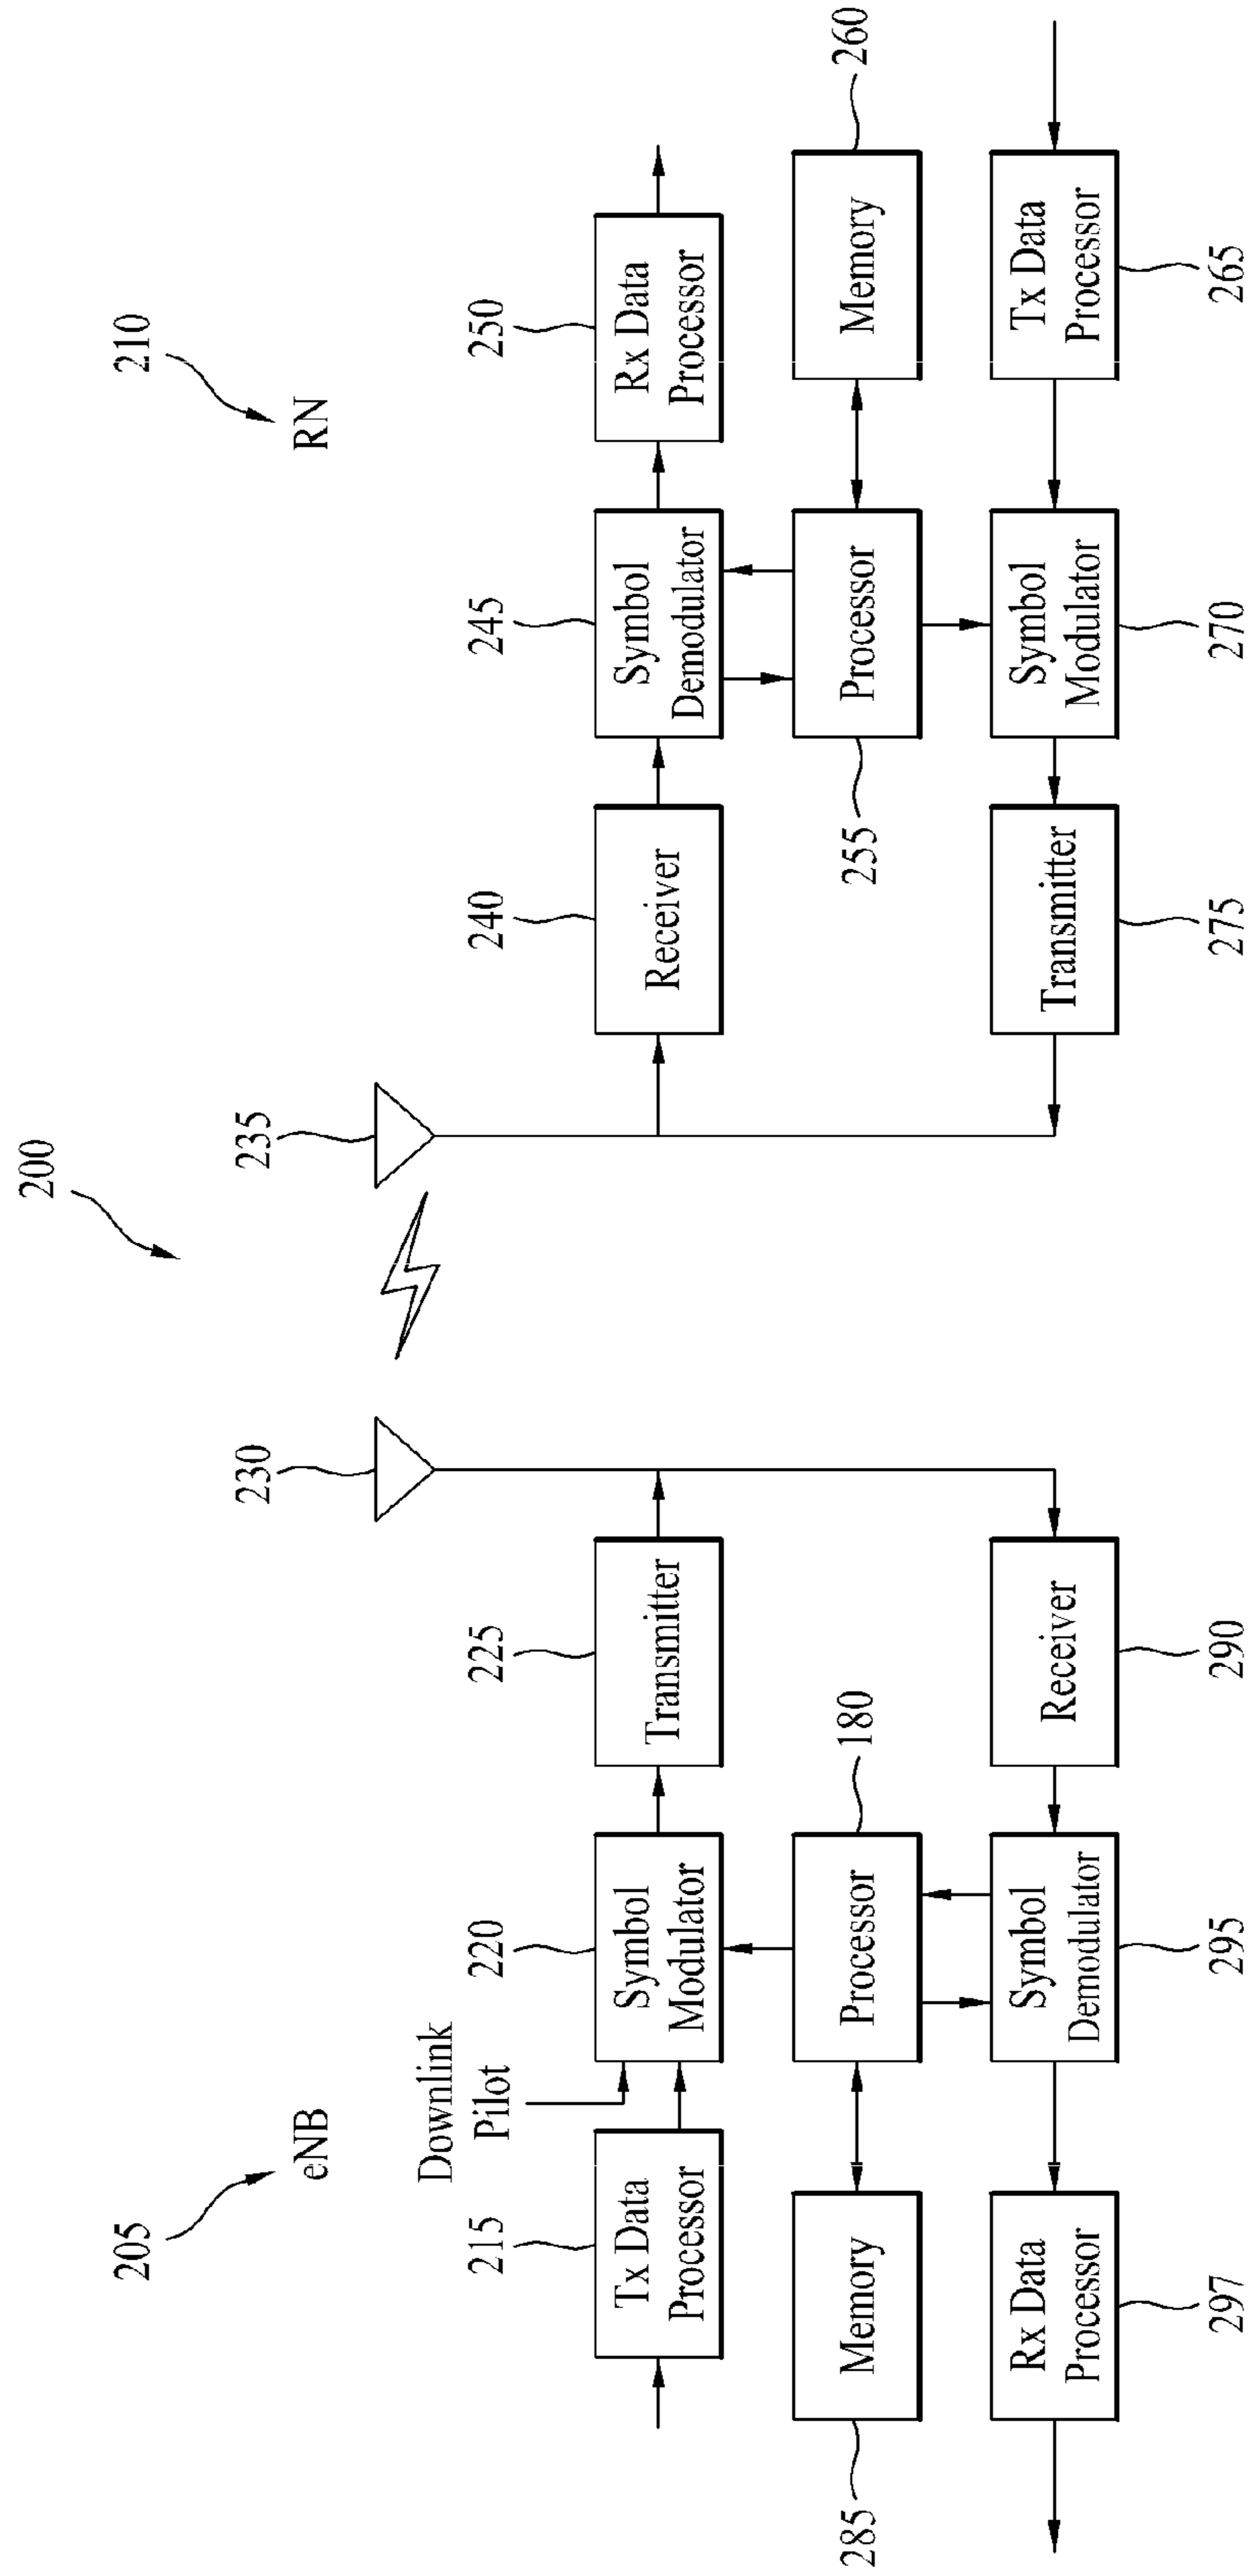 200
205
eNB
210
RN
230
235
Downlink
Pilot
215
Tx Data
Processor
220
Symbol
Modulator
225
Transmitter
240
Receiver
245
Symbol
Demodulator
250
Rx Data
Processor
285
Memory
180
Processor
255
Processor
260
Memory
297
Rx Data
Processor
295
Symbol
Demodulator
290
Receiver
275
Transmitter
270
Symbol
Modulator
265
Tx Data
Processor